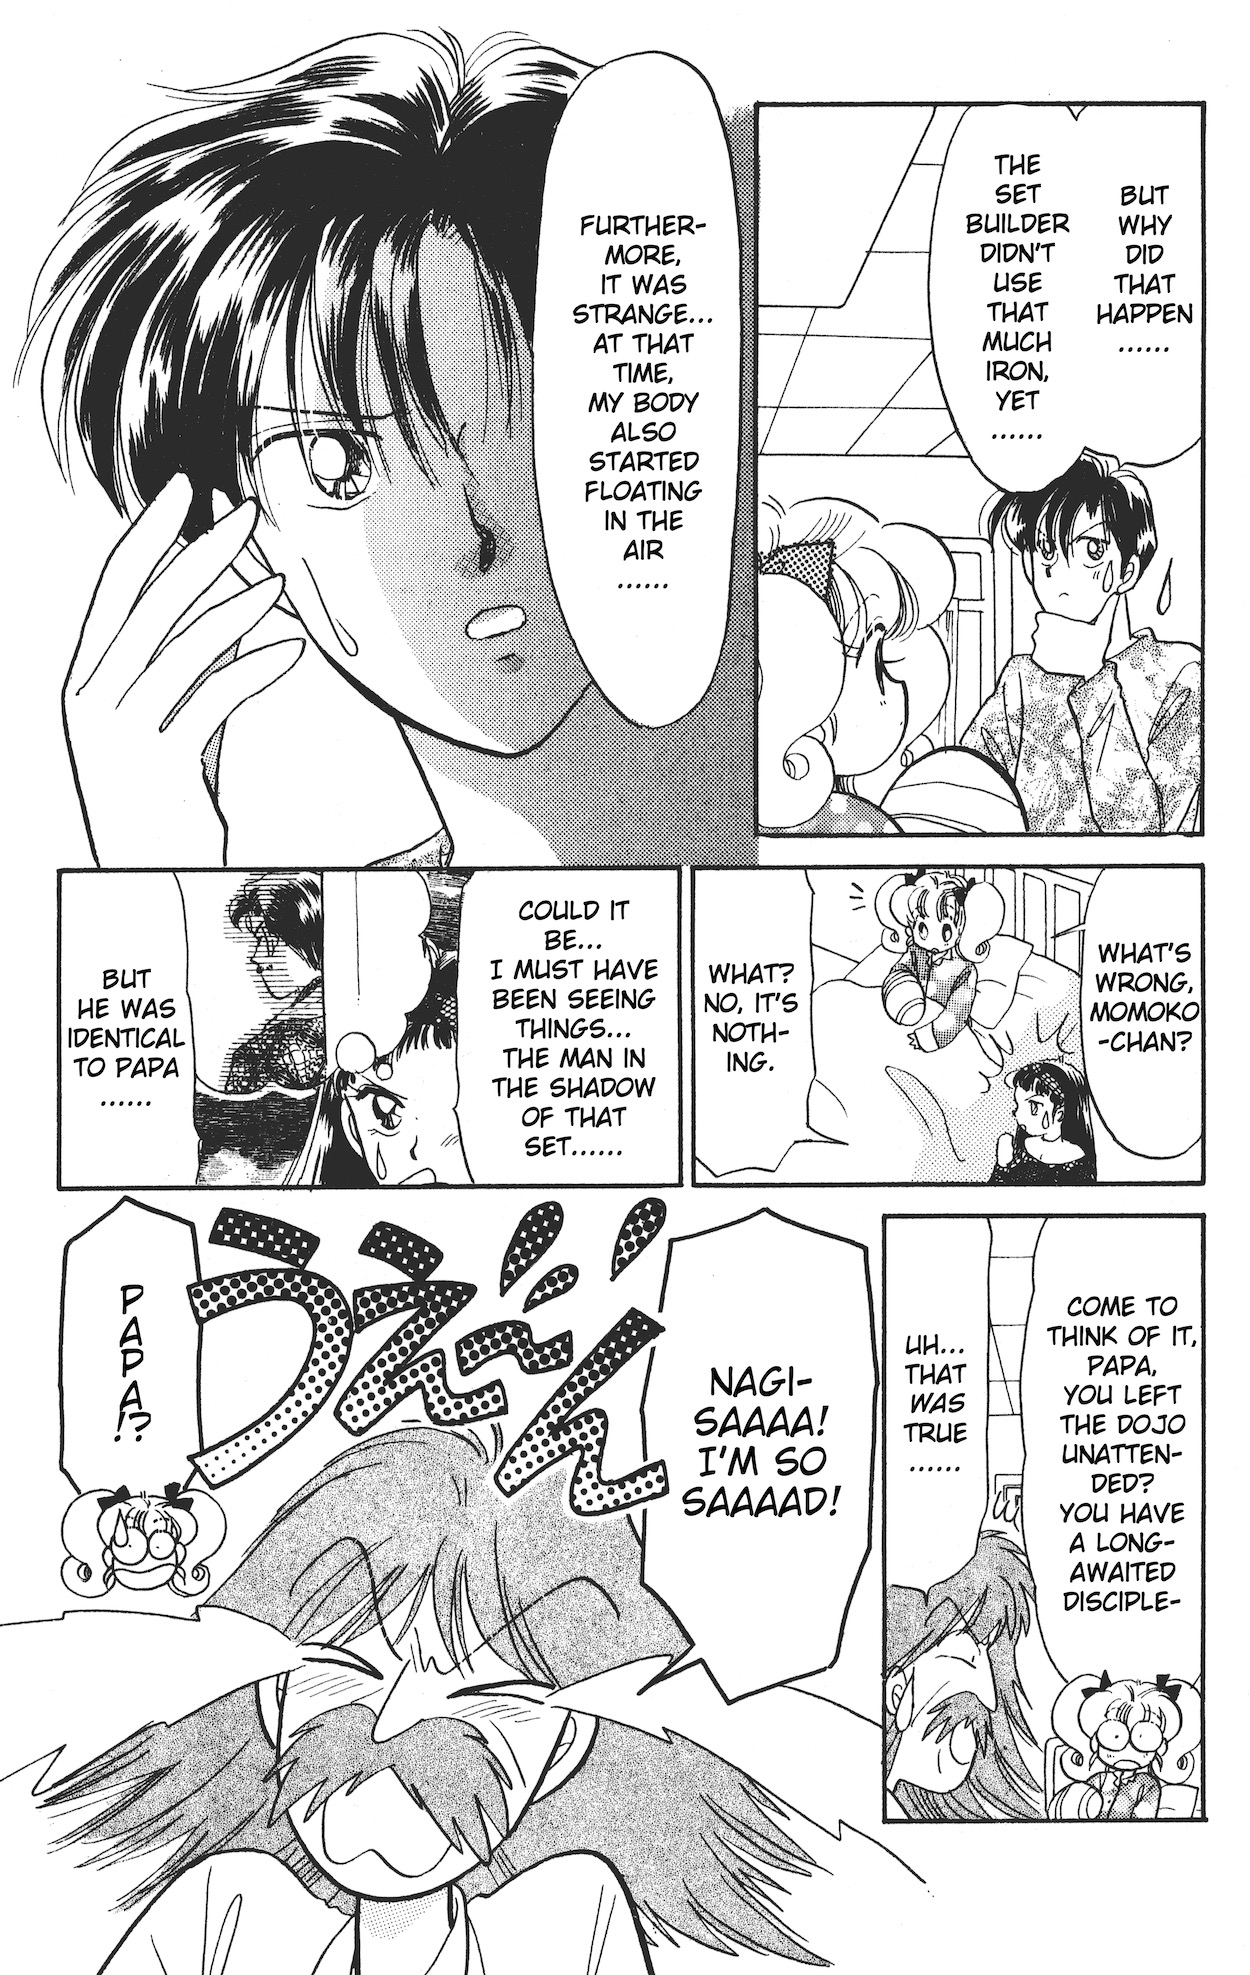 BUT
WHY
DID
THAT
HAPPEN
......
THE
SET
BUILDER
DIDN'T
USE
THAT
MUCH
IRON,
YET
......
FURTHER-
MORE,
IT WAS
STRANGE...
AT THAT
TIME,
MY BODY
ALSO
STARTED
FLOATING
IN THE
AIR
......
WHAT'S
WRONG,
MOMOKO
-CHAN?
WHAT?
NO, IT'S
NOTH-
ING.
COULD IT
BE...
I MUST HAVE
BEEN SEEING
THINGS...
THE MAN IN
THE SHADOW
OF THAT
SET......
BUT
HE WAS
IDENTICAL
TO PAPA
......
COME TO
THINK OF IT,
PAPA,
YOU LEFT
THE DOJO
UNATTEN-
DED?
YOU HAVE
A LONG-
AWAITED
DISCIPLE-
UH...
THAT
WAS
TRUE
......
NAGI-
SAAAA!
I'M SO
SAAAAD!
うえ~ん
PAPA!?